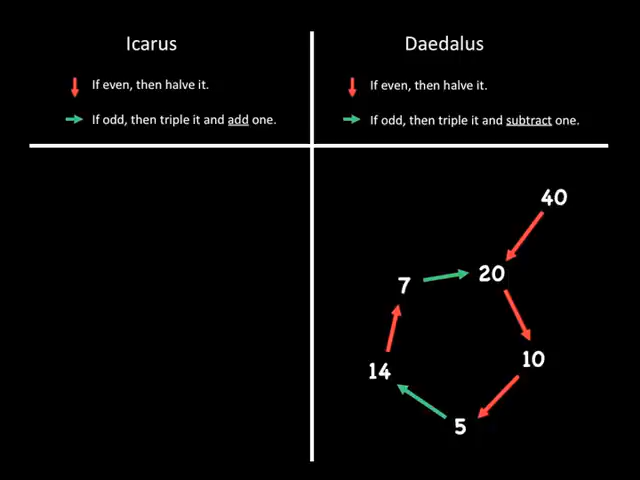 Icarus
If even, then halve it.
If odd, then triple it and add one.
Daedalus
If even, then halve it.
If odd, then triple it and subtract one.
40
7 20
14 10
5